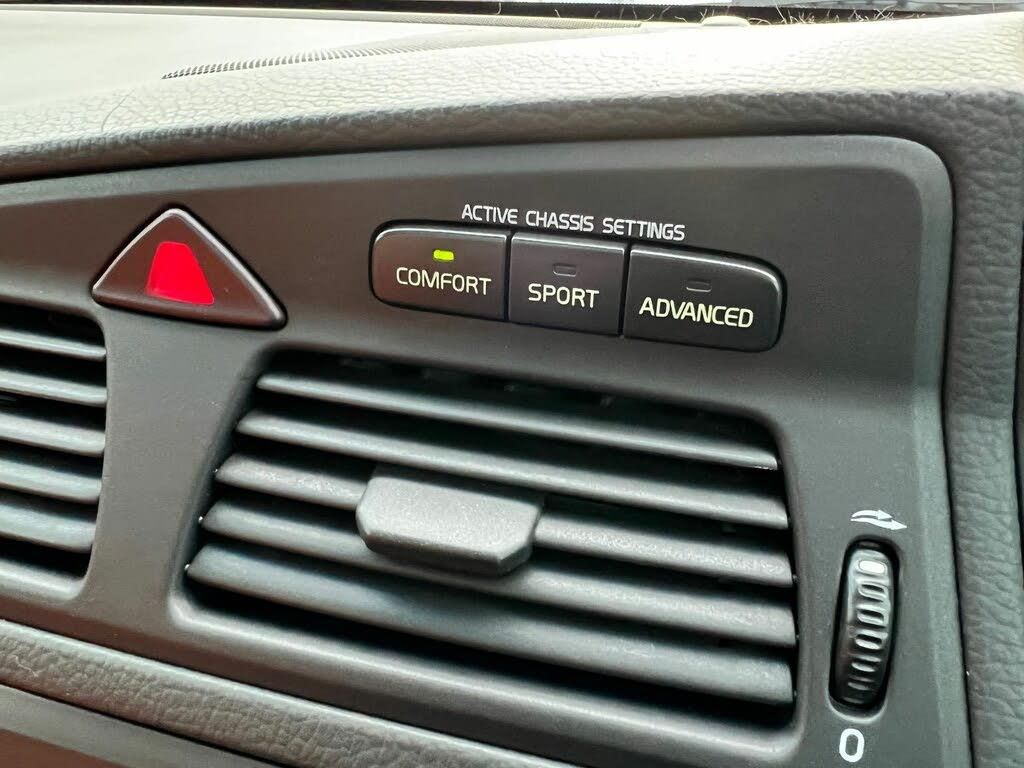 ACTIVE CHASSIS SETTINGS
COMFORT SPORT ADVANCED
0